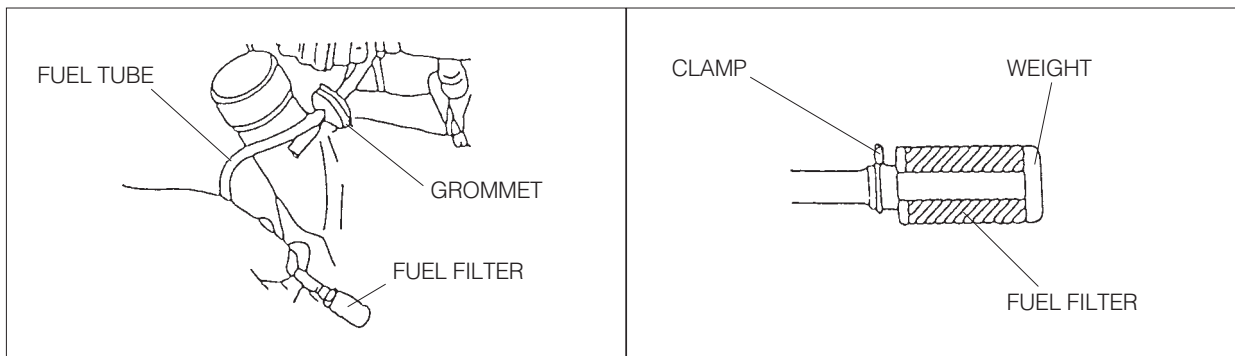 FUEL TUBE
GROMMET
FUEL FILTER
CLAMP
WEIGHT
FUEL FILTER